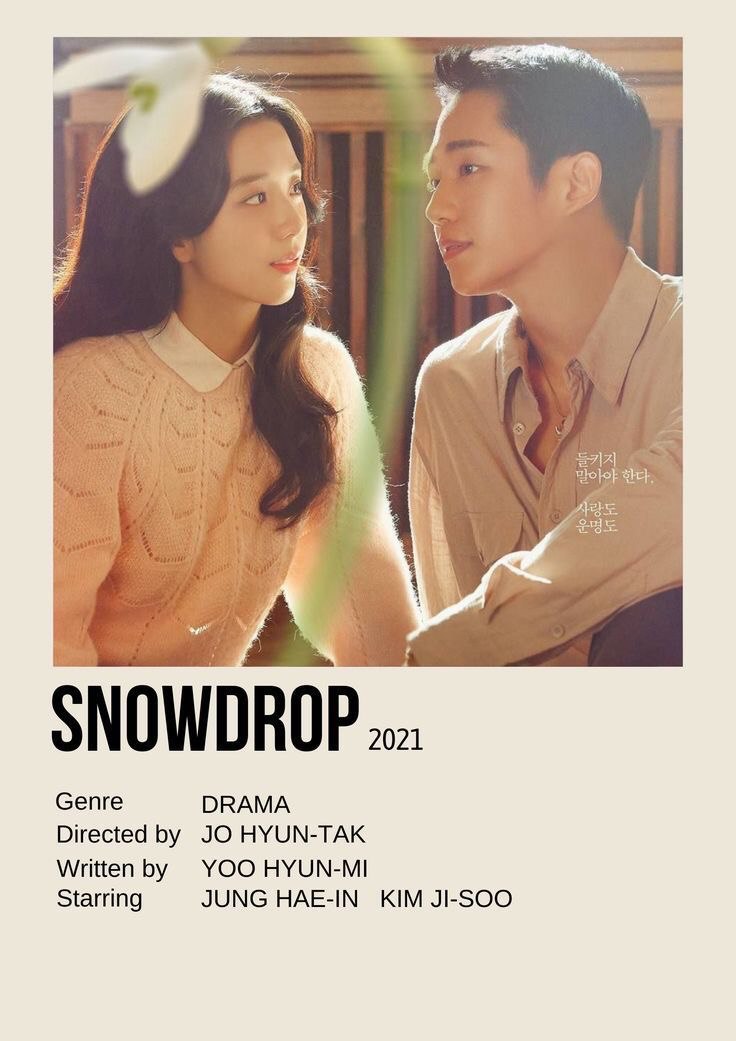 들키지
말아야 한다.
사랑도
운명도
SNOWDROP 2021
Genre DRAMA
Directed by JO HYUN-TAK
Written by YOO HYUN-MI
Starring JUNG HAE-IN KIM JI-SOO